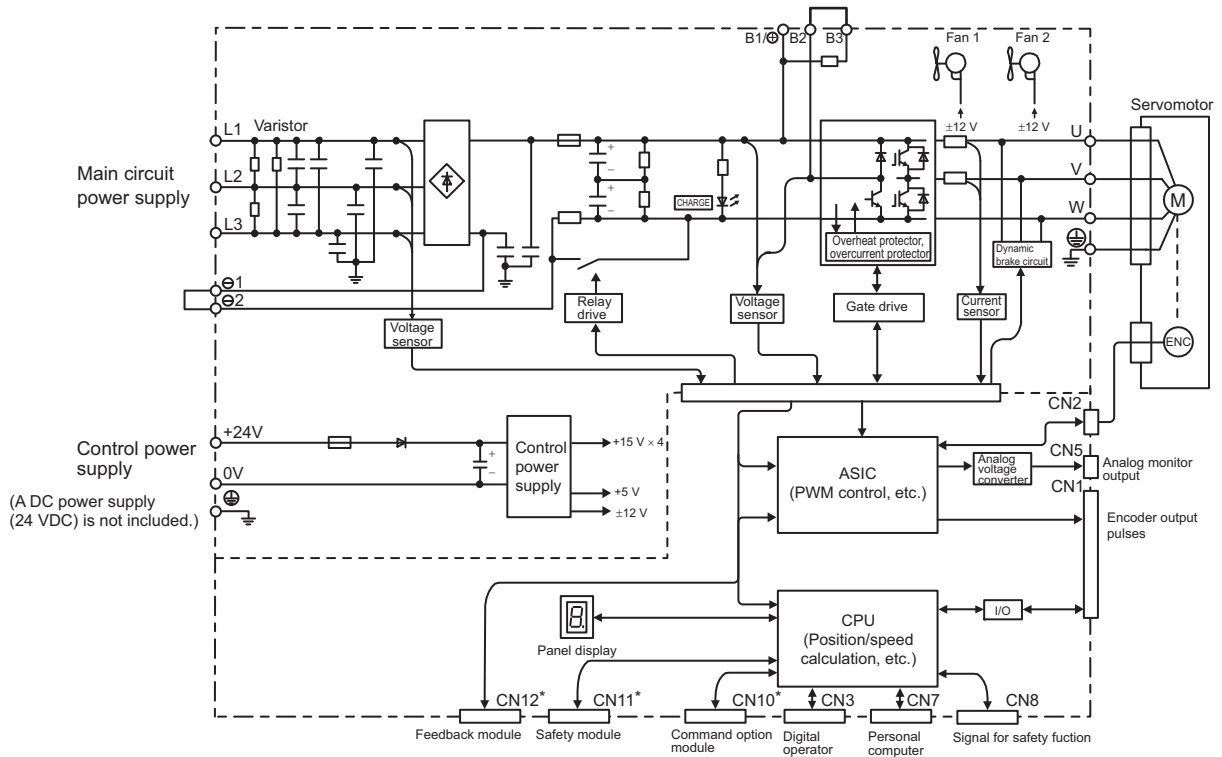 B1/⊕ B2 B3
Fan 1
Fan 2
±12 V
±12 V
Servomotor
Main circuit
power supply
L1
Varistor
L2
L3
⊖1
⊖2
+
–
+
–
CHARGE
Overheat protector,
overcurrent protector
U
V
W
M
Dynamic
brake circuit
Voltage
sensor
Relay
drive
Voltage
sensor
Gate drive
Current
sensor
ENC
Control power
supply
(A DC power supply
(24 VDC) is not included.)
+24V
0V
+
–
Control
power
supply
+15 V × 4
+5 V
±12 V
ASIC
(PWM control, etc.)
Analog
voltage
converter
CN2
CN5
Analog monitor
output
CN1
Encoder output
pulses
8.
Panel display
CPU
(Position/speed
calculation, etc.)
I/O
CN12*
CN11*
CN10*
CN3
CN7
CN8
Feedback module
Safety module
Command option
module
Digital
operator
Personal
computer
Signal for safety fuction